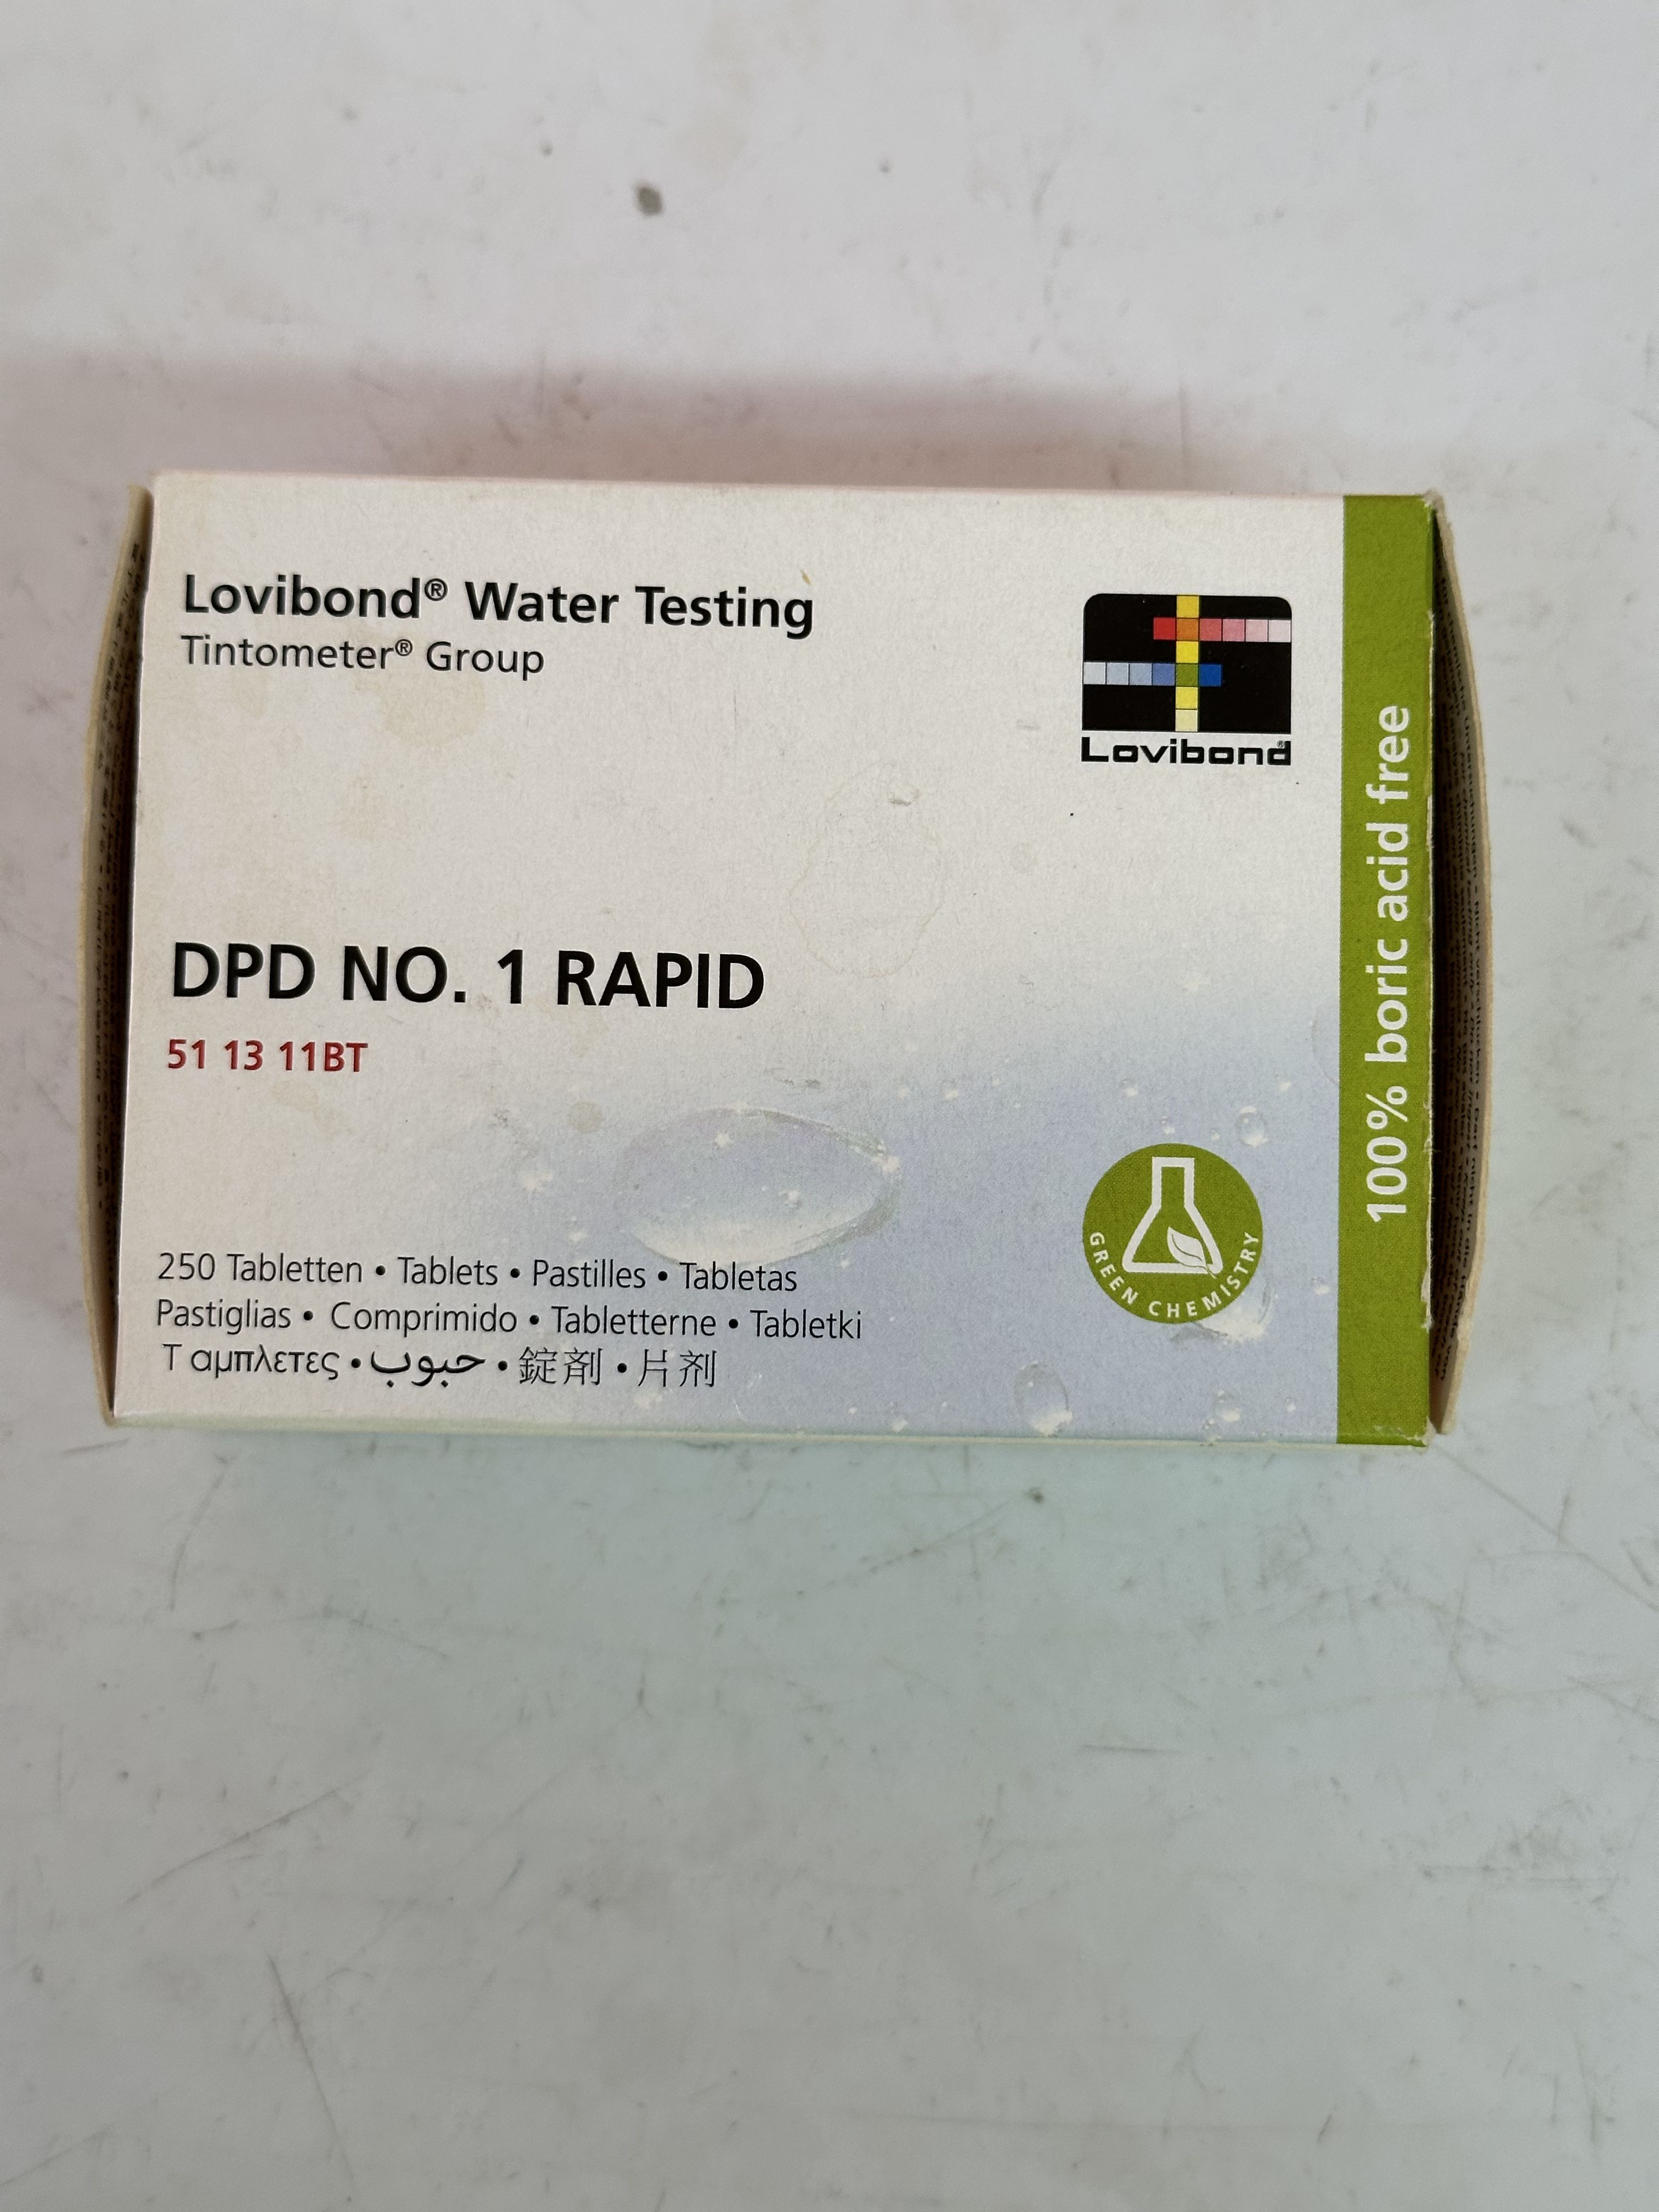 Lovibond® Water Testing
Tintometer® Group
Lovibond®
DPD NO. 1 RAPID
51 13 11BT
250 Tabletten • Tablets • Pastilles • Tabletas
Pastiglias • Comprimido • Tabletterne • Tabletki
Ταμπλετες • حبوب • 錠剤 • 片剂
GREEN CHEMISTRY
100% boric acid free